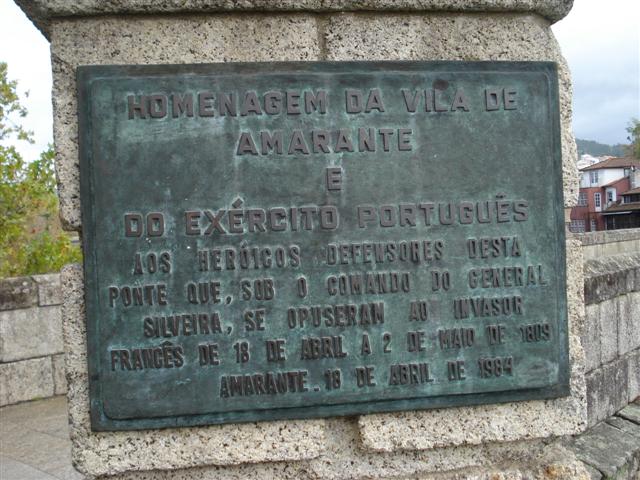 HOMENAGEM DA VILA DE
AMARANTE
E
DO EXÉRCITO PORTUGUÊS
AOS HERÓICOS DEFENSORES DESTA
PONTE QUE, SOB O COMANDO DO GENERAL
SILVEIRA, SE OPUSERAM AO INVASOR
FRANCÊS DE 18 DE ABRIL A 2 DE MAIO DE 1809
AMARANTE. 18 DE ABRIL DE 1984